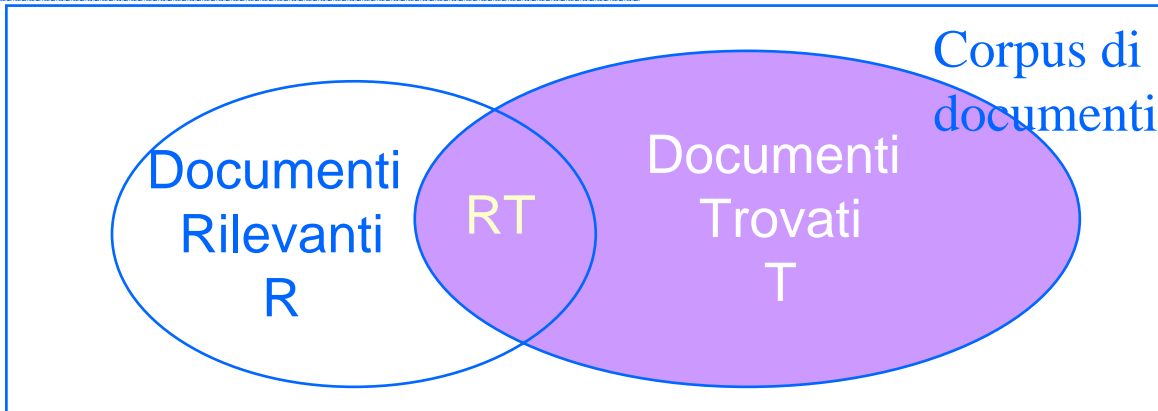 Corpus di
documenti
Documenti
Rilevanti
R
RT
Documenti
Trovati
T